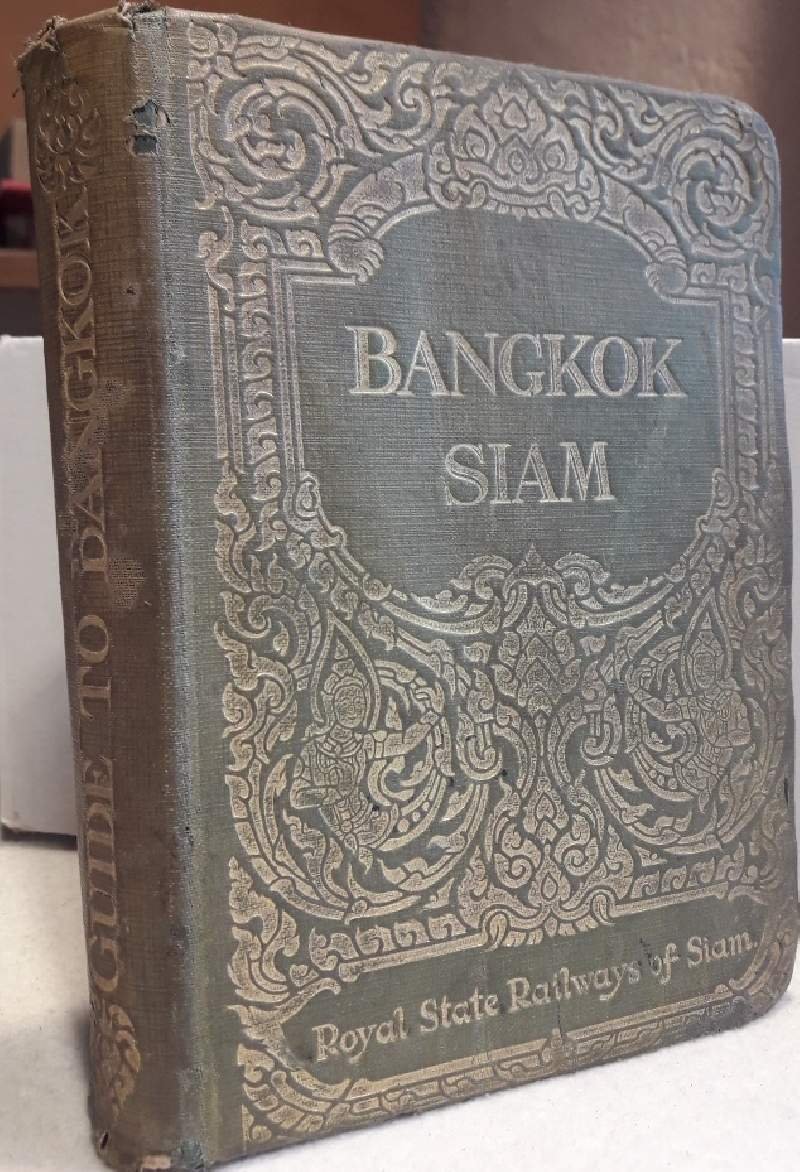 GUIDE TO BANGKOK
BANGKOK
SIAM
Royal State Railways of Siam.